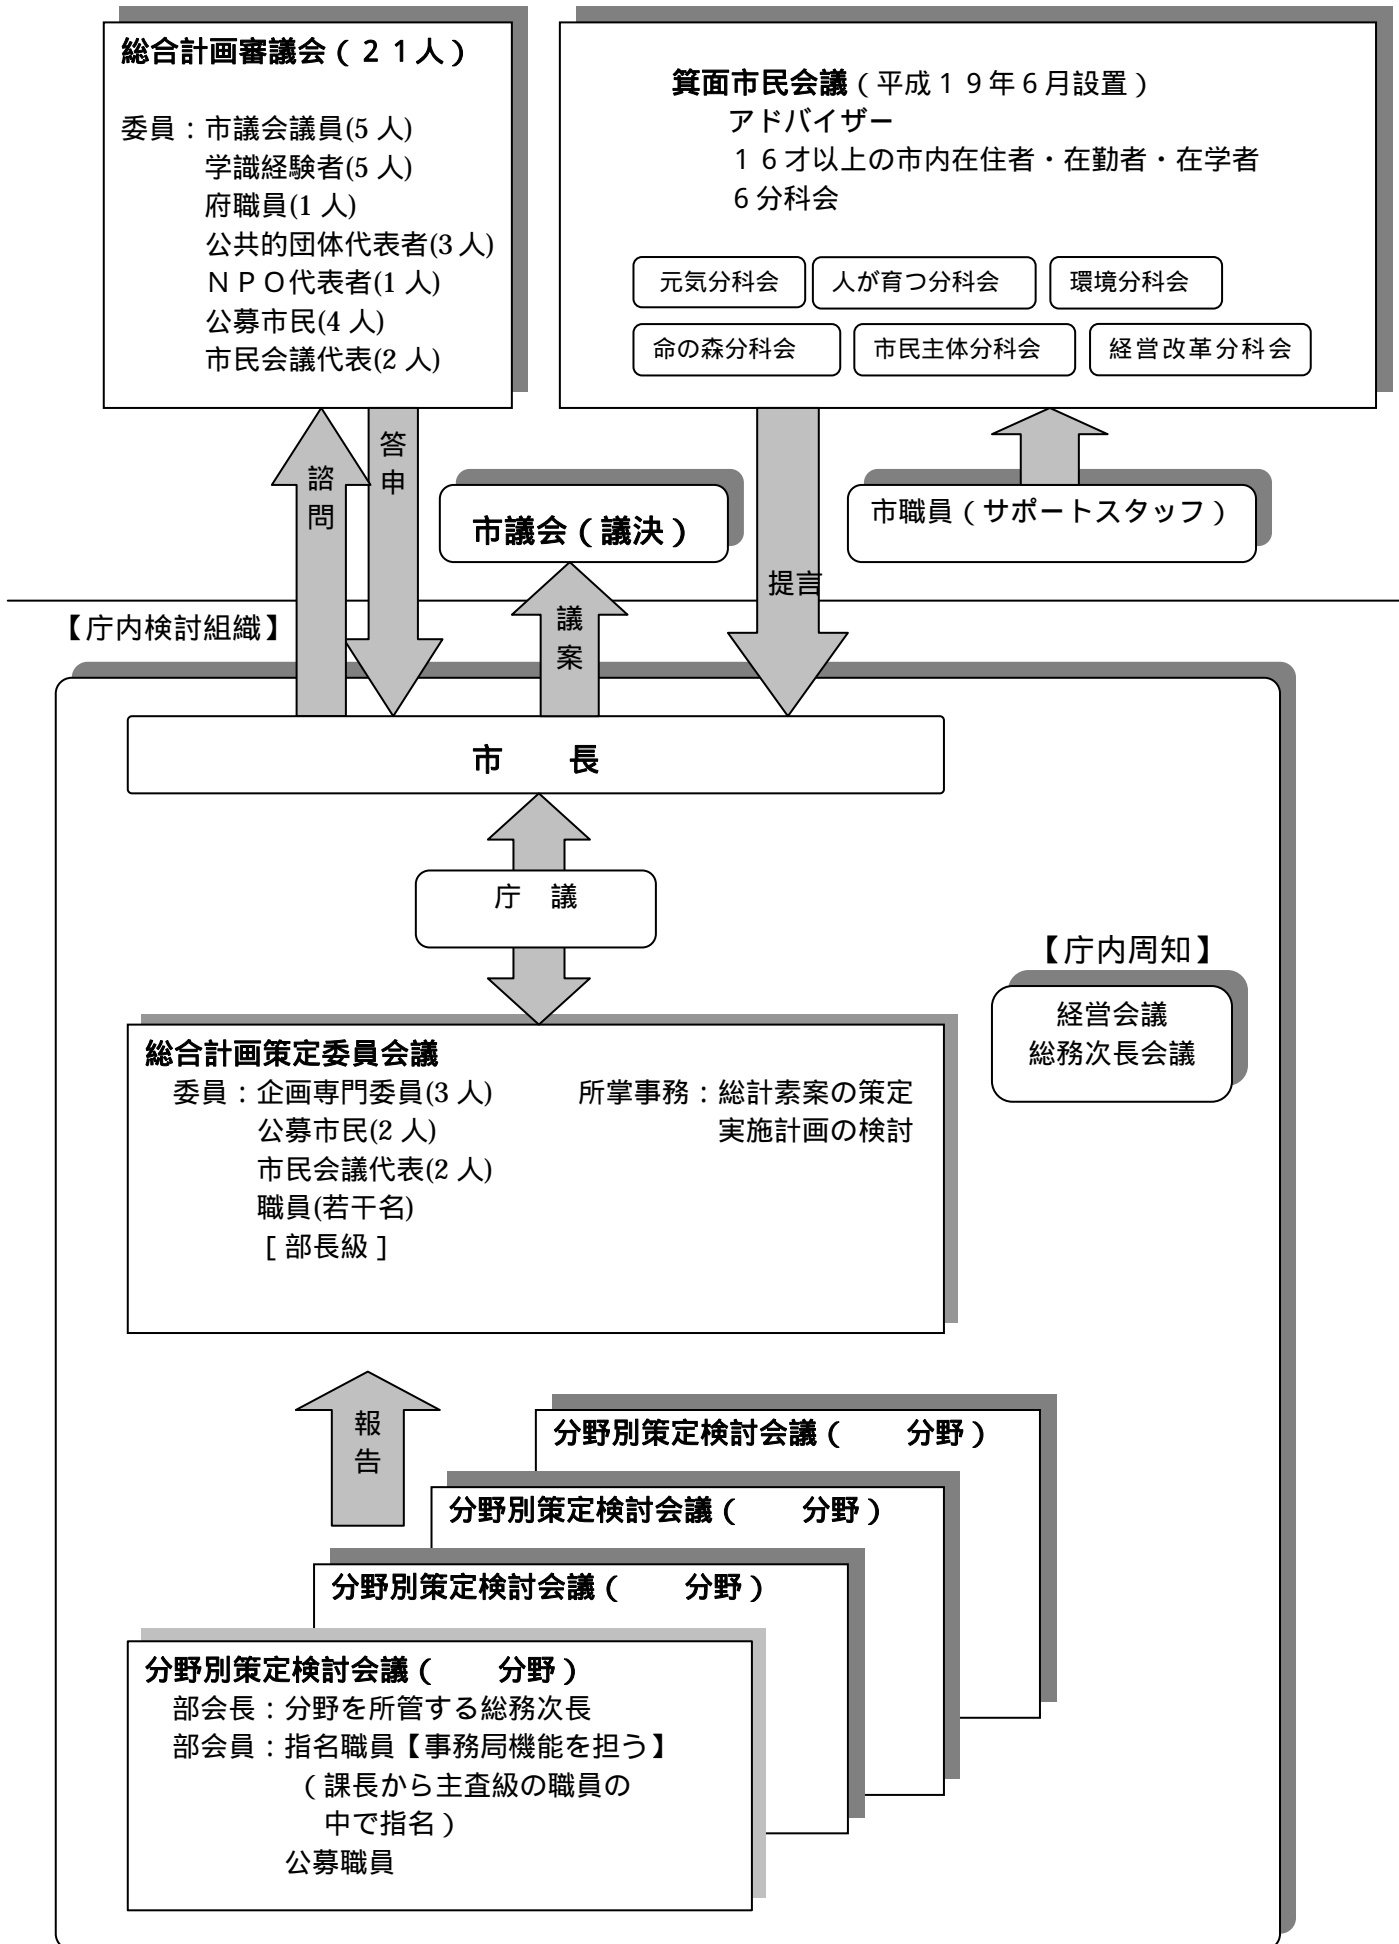 総合計画審議会（２１人）
委員：市議会議員(5 人)
学識経験者(5 人)
府職員(1 人)
公共的団体代表者(3 人)
ＮＰＯ代表者(1 人)
公募市民(4 人)
市民会議代表(2 人)
箕面市民会議（平成１９年６月設置）
アドバイザー
１６才以上の市内在住者・在勤者・在学者
６分科会
元気分科会
人が育つ分科会
環境分科会
命の森分科会
市民主体分科会
経営改革分科会
諮問
答申
市議会（議決）
市職員（サポートスタッフ）
提言
【庁内検討組織】
議案
市　　長
庁　議
【庁内周知】
経営会議
総務次長会議
総合計画策定委員会議
委員：企画専門委員(3 人)
公募市民(2 人)
市民会議代表(2 人)
職員(若干名)
［部長級］
所掌事務：総計素案の策定
実施計画の検討
報告
分野別策定検討会議（　　分野）
分野別策定検討会議（　　分野）
分野別策定検討会議（　　分野）
分野別策定検討会議（　　分野）
部会長：分野を所管する総務次長
部会員：指名職員【事務局機能を担う】
（課長から主査級の職員の
中で指名）
公募職員